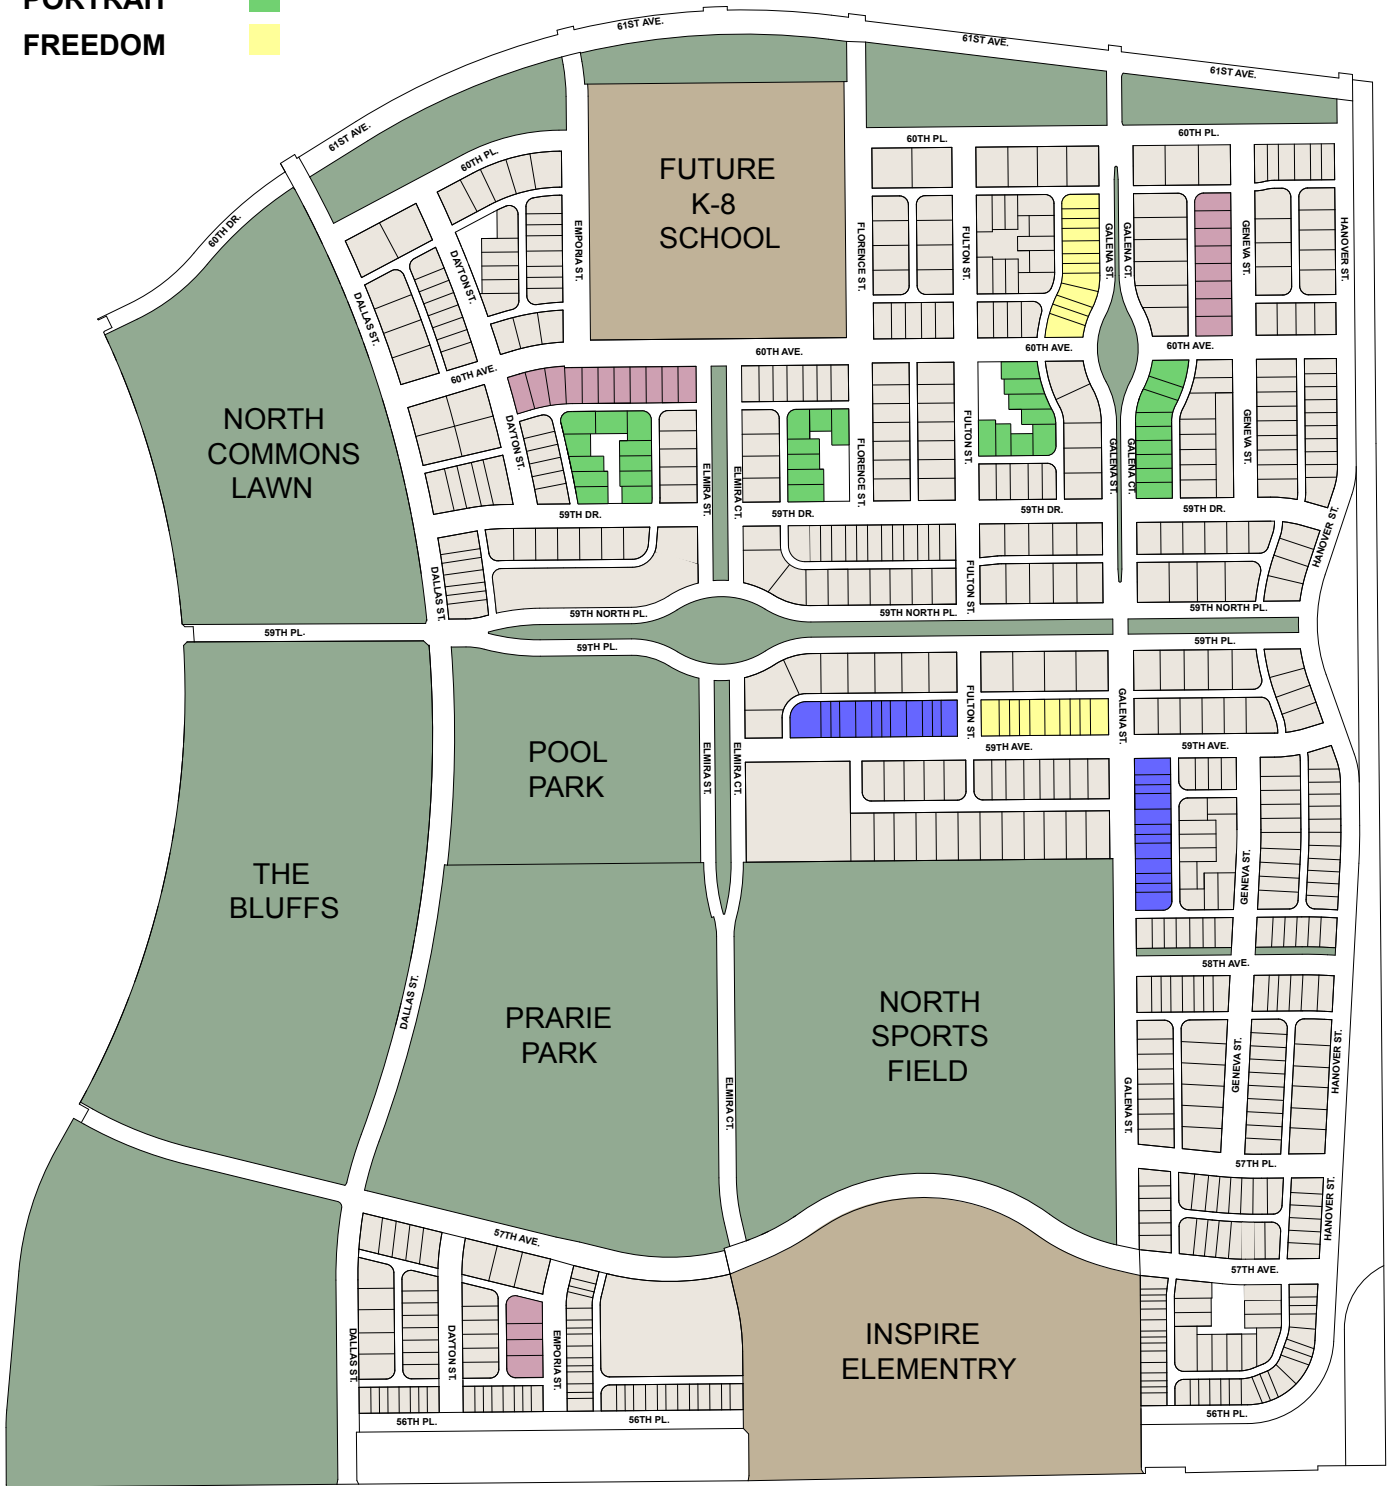 PORTRAIT
FREEDOM
61ST AVE.
61ST AVE.
61ST AVE.
61ST AVE.
60TH PL.
60TH PL.
60TH PL.
60TH DR.
FUTURE
K-8
SCHOOL
EMPORIA ST.
FLORENCE ST.
FULTON ST.
GALENA ST.
GALENA CT.
GENEVA ST.
HANOVER ST.
DAYTON ST.
DALLAS ST.
60TH AVE.
60TH AVE.
60TH AVE.
60TH AVE.
NORTH
COMMONS
LAWN
DAYTON ST.
ELMIRA ST.
ELMIRA CT.
FLORENCE ST.
FULTON ST.
GALENA ST.
GALENA CT.
GENEVA ST.
59TH DR.
59TH DR.
59TH DR.
59TH DR.
HANOVER ST.
DALLAS ST.
FULTON ST.
59TH NORTH PL.
59TH NORTH PL.
59TH NORTH PL.
59TH PL.
59TH PL.
59TH PL.
POOL
PARK
ELMIRA ST.
ELMIRA CT.
FULTON ST.
GALENA ST.
59TH AVE.
59TH AVE.
THE
BLUFFS
GENEVA ST.
58TH AVE.
DALLAS ST.
PRARIE
PARK
NORTH
SPORTS
FIELD
ELMIRA CT.
GALENA ST.
GENEVA ST.
HANOVER ST.
57TH PL.
HANOVER ST.
57TH AVE.
57TH AVE.
DALLAS ST.
DAYTON ST.
EMPORIA ST.
INSPIRE
ELEMENTRY
56TH PL.
56TH PL.
56TH PL.